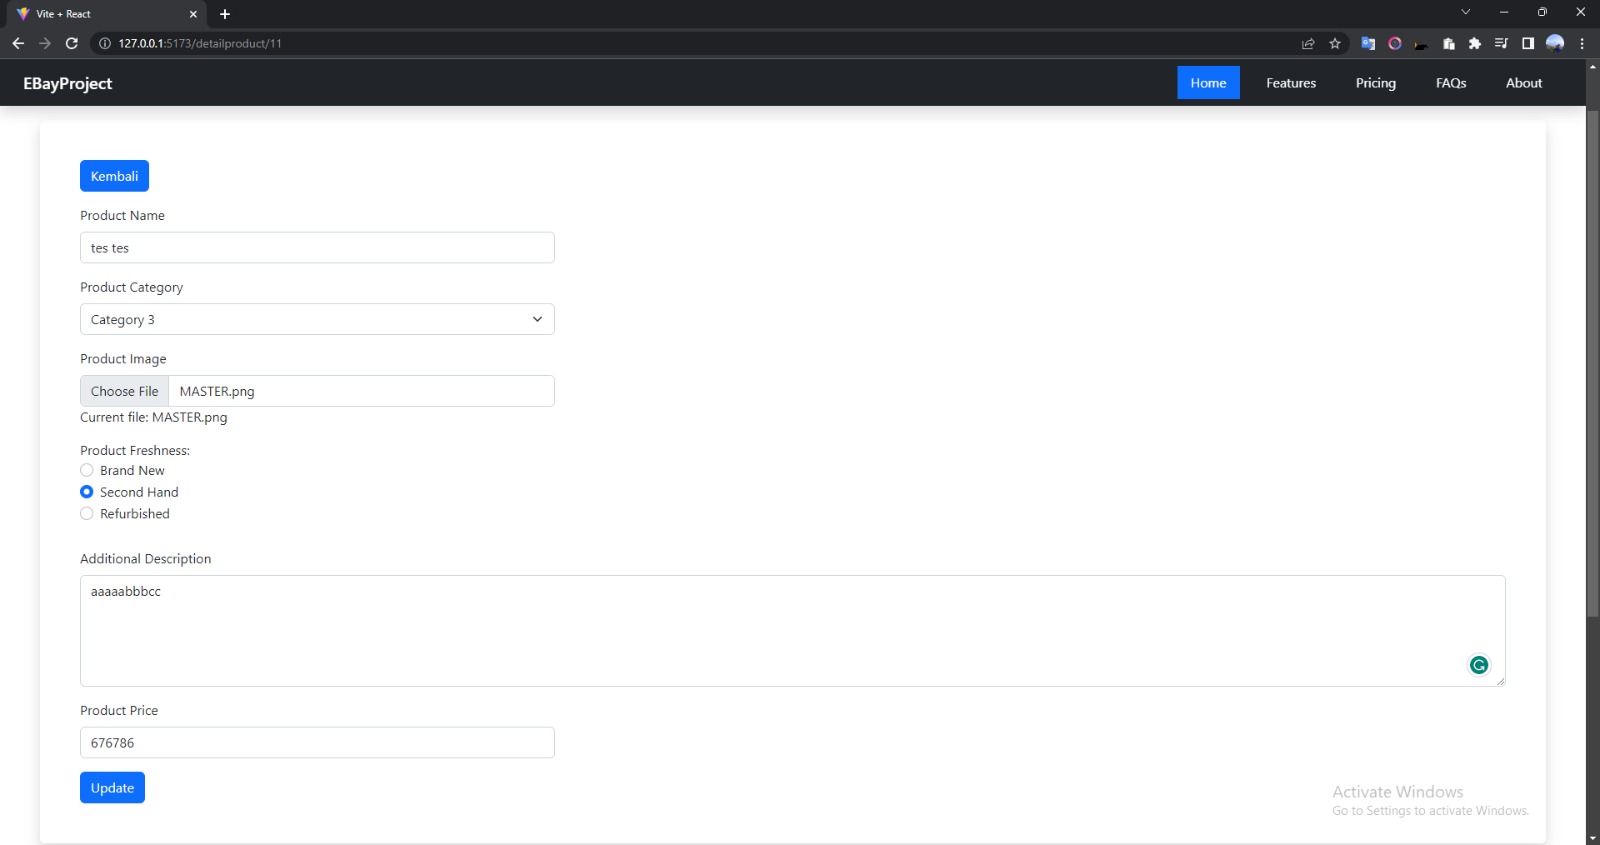 Vite + React
127.0.0.1:5173/detailproduct/11
EBayProject
Home Features Pricing FAQs About
Kembali
Product Name
tes tes
Product Category
Category 3
Product Image
Choose File MASTER.png
Current file: MASTER.png
Product Freshness:
Brand New
Second Hand
Refurbished
Additional Description
aaaaabbbcc
Product Price
676786
Update
Activate Windows
Go to Settings to activate Windows.